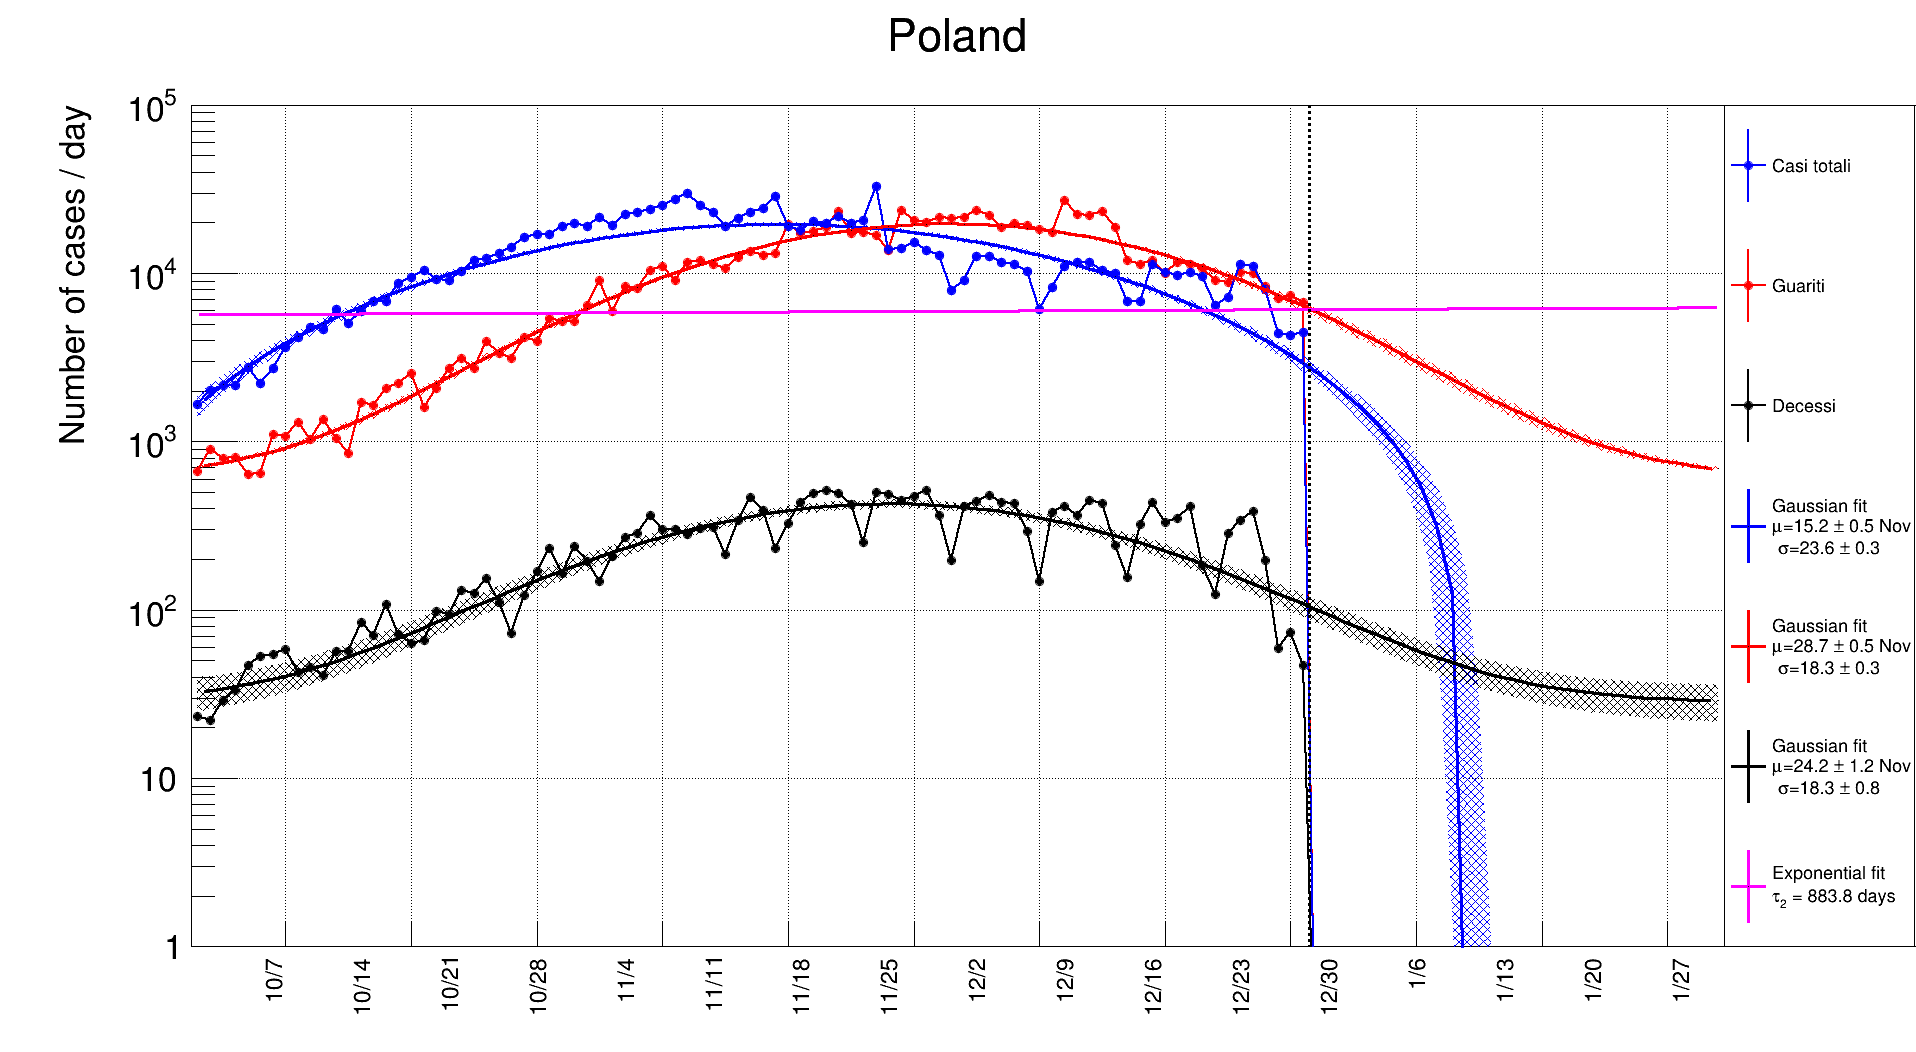 Poland
Number of cases / day
10^5
10^4
10^3
10^2
10
1
10/7
10/14
10/21
10/28
11/4
11/11
11/18
11/25
12/2
12/9
12/16
12/23
12/30
1/6
1/13
1/20
1/27
Casi totali
Guariti
Decessi
Gaussian fit
μ=15.2 ± 0.5 Nov
σ=23.6 ± 0.3
Gaussian fit
μ=28.7 ± 0.5 Nov
σ=18.3 ± 0.3
Gaussian fit
μ=24.2 ± 1.2 Nov
σ=18.3 ± 0.8
Exponential fit
τ₂ = 883.8 days